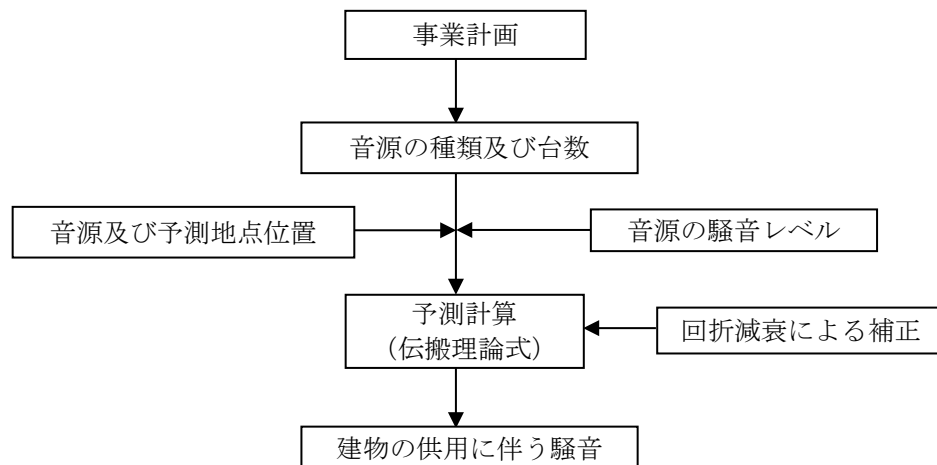 事業計画
音源の種類及び台数
音源及び予測地点位置
音源の騒音レベル
予測計算
（伝搬理論式）
回折減衰による補正
建物の供用に伴う騒音